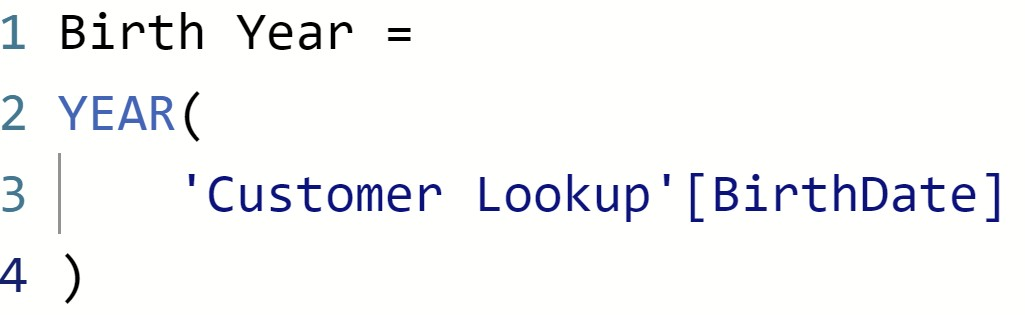 1 Birth Year =
2 YEAR(
3     'Customer Lookup'[BirthDate]
4 )